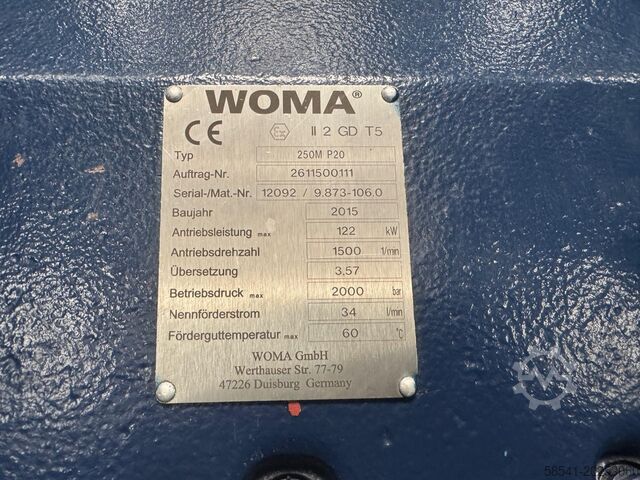 WOMA®
CE Ex II 2 GD T5
Typ 250M P20
Auftrag-Nr. 2611500111
Serial-/Mat.-Nr. 12092 / 9.873-106.0
Baujahr 2015
Antriebsleistung max 122 kW
Antriebsdrehzahl 1500 1/min
Übersetzung 3,57
Betriebsdruck max 2000 bar
Nennförderstrom 34 l/min
Förderguttemperatur max 60 °C
WOMA GmbH
Werthauser Str. 77-79
47226 Duisburg Germany